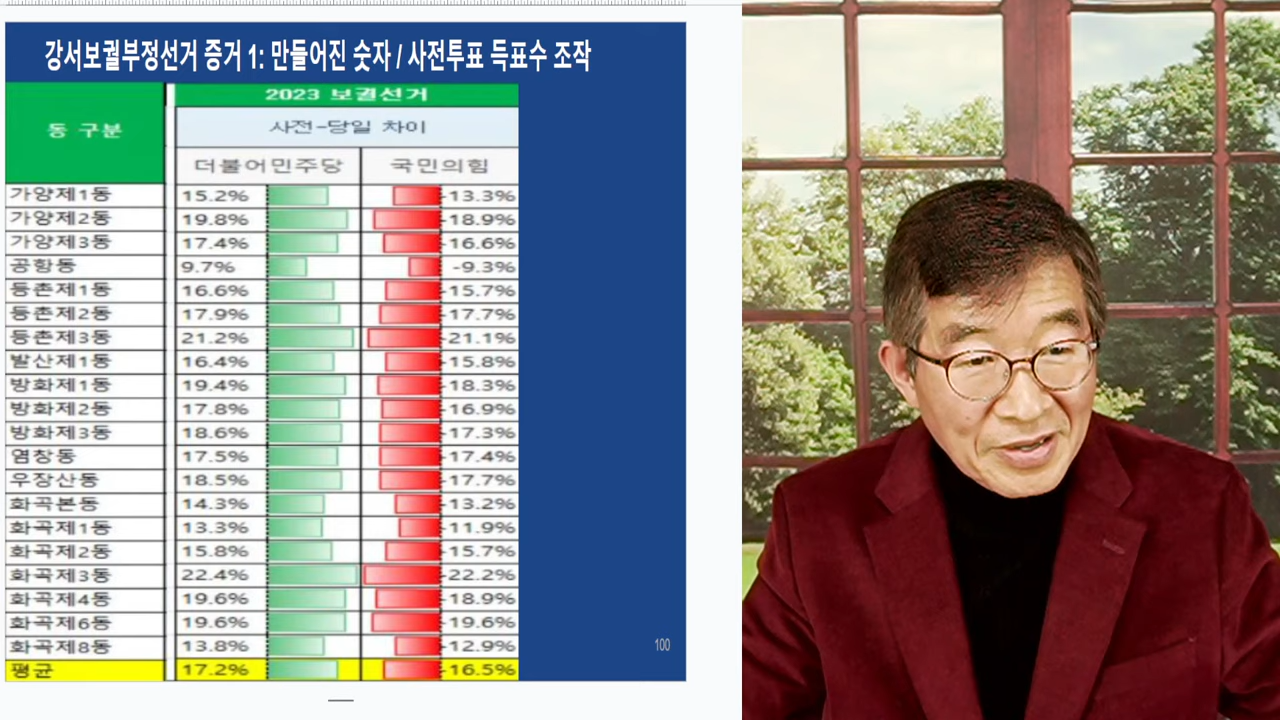 강서보궐부정선거 증거 1: 만들어진 숫자 / 사전투표 득표수 조작
동 구분
2023 보궐선거
사전-당일 차이
더불어민주당 국민의힘
가양제1동 15.2% -13.3%
가양제2동 19.8% -18.9%
가양제3동 17.4% -16.6%
공항동 9.7% -9.3%
등촌제1동 16.6% -15.7%
등촌제2동 17.9% -17.7%
등촌제3동 21.2% -21.1%
발산제1동 16.4% -15.8%
방화제1동 19.4% -18.3%
방화제2동 17.8% -16.9%
방화제3동 18.6% -17.3%
염창동 17.5% -17.4%
우장산동 18.5% -17.7%
화곡본동 14.3% -13.2%
화곡제1동 13.3% -11.9%
화곡제2동 15.8% -15.7%
화곡제3동 22.4% -22.2%
화곡제4동 19.6% -18.9%
화곡제6동 19.6% -19.6%
화곡제8동 13.8% -12.9%
평균 17.2% -16.5%
100